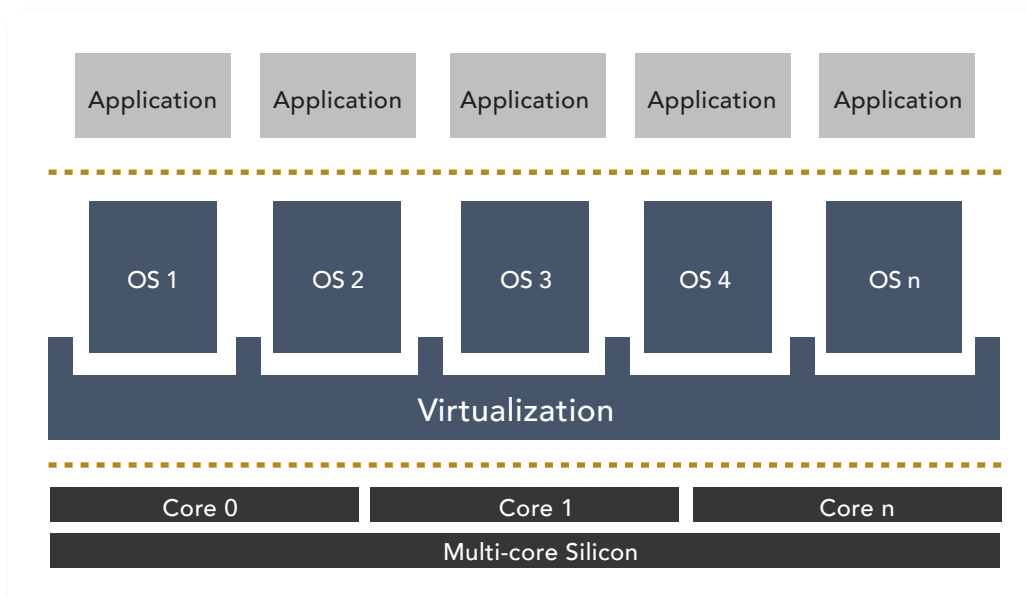 Application Application Application Application Application
OS 1 OS 2 OS 3 OS 4 OS n
Virtualization
Core 0 Core 1 Core n
Multi-core Silicon